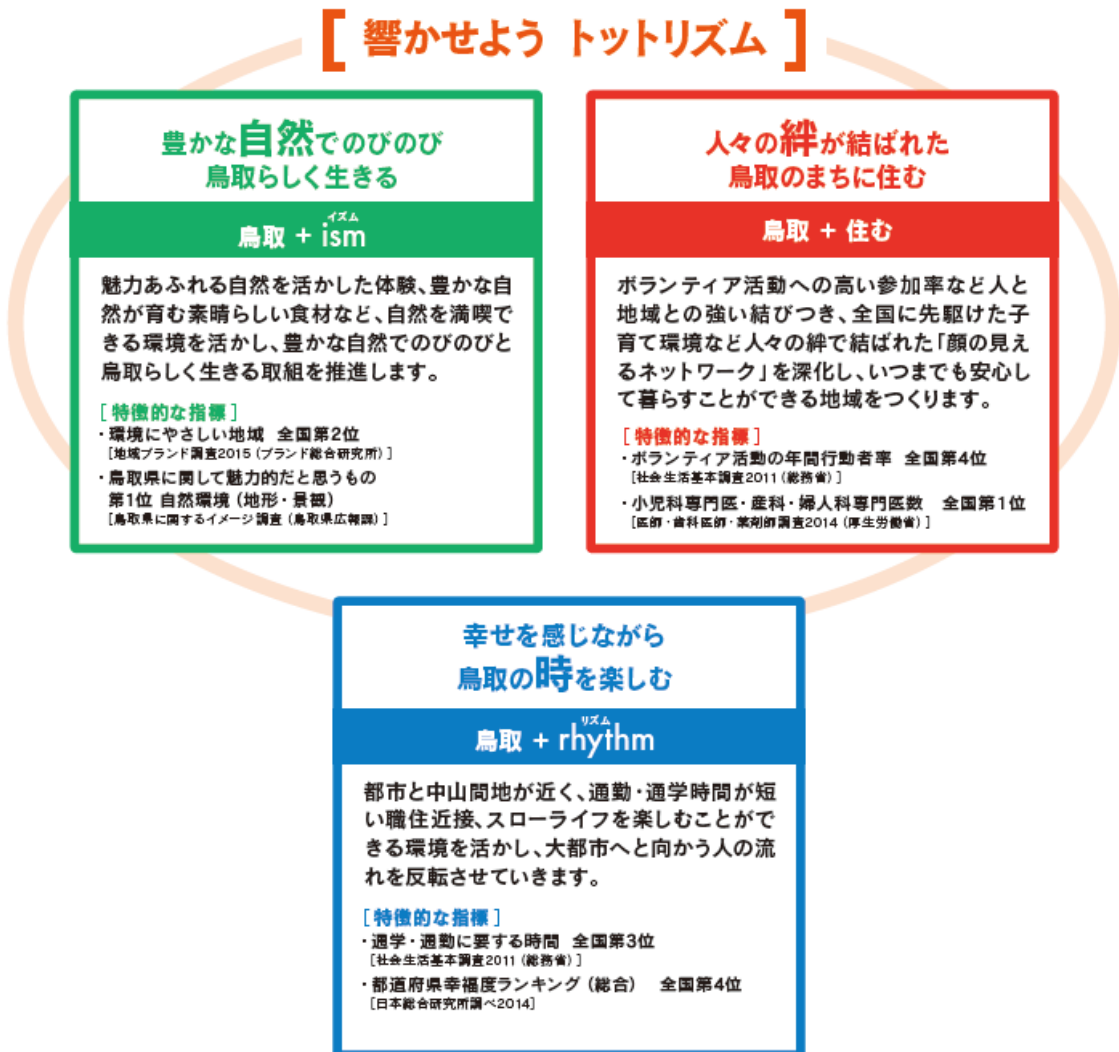 [ 響かせよう トットリズム ]
豊かな自然でのびのび
鳥取らしく生きる
イズム
鳥取 + ism
魅力あふれる自然を活かした体験、豊かな自
然が育む素晴らしい食材など、自然を満喫で
きる環境を活かし、豊かな自然でのびのびと
鳥取らしく生きる取組を推進します。
[特徴的な指標]
・環境にやさしい地域 全国第2位
[地域ブランド調査2015（ブランド総合研究所）]
・鳥取県に関して魅力的だと思うもの
第1位 自然環境（地形・景観）
[鳥取県に関するイメージ調査（鳥取県広報課）]
人々の絆が結ばれた
鳥取のまちに住む
鳥取 + 住む
ボランティア活動への高い参加率など人と
地域との強い結びつき、全国に先駆けた子
育て環境など人々の絆で結ばれた「顔の見え
るネットワーク」を深化し、いつまでも安心し
て暮らすことができる地域をつくります。
[特徴的な指標]
・ボランティア活動の年間行動者率 全国第4位
[社会生活基本調査2011（総務省）]
・小児科専門医・産科・婦人科専門医数 全国第1位
[医師・歯科医師・薬剤師調査2014（厚生労働省）]
幸せを感じながら
鳥取の時を楽しむ
リズム
鳥取 + rhythm
都市と中山間地が近く、通勤・通学時間が短
い職住近接、スローライフを楽しむことがで
きる環境を活かし、大都市へと向かう人の流
れを反転させていきます。
[特徴的な指標]
・通学・通勤に要する時間 全国第3位
[社会生活基本調査2011（総務省）]
・都道府県幸福度ランキング（総合） 全国第4位
[日本総合研究所調べ2014]